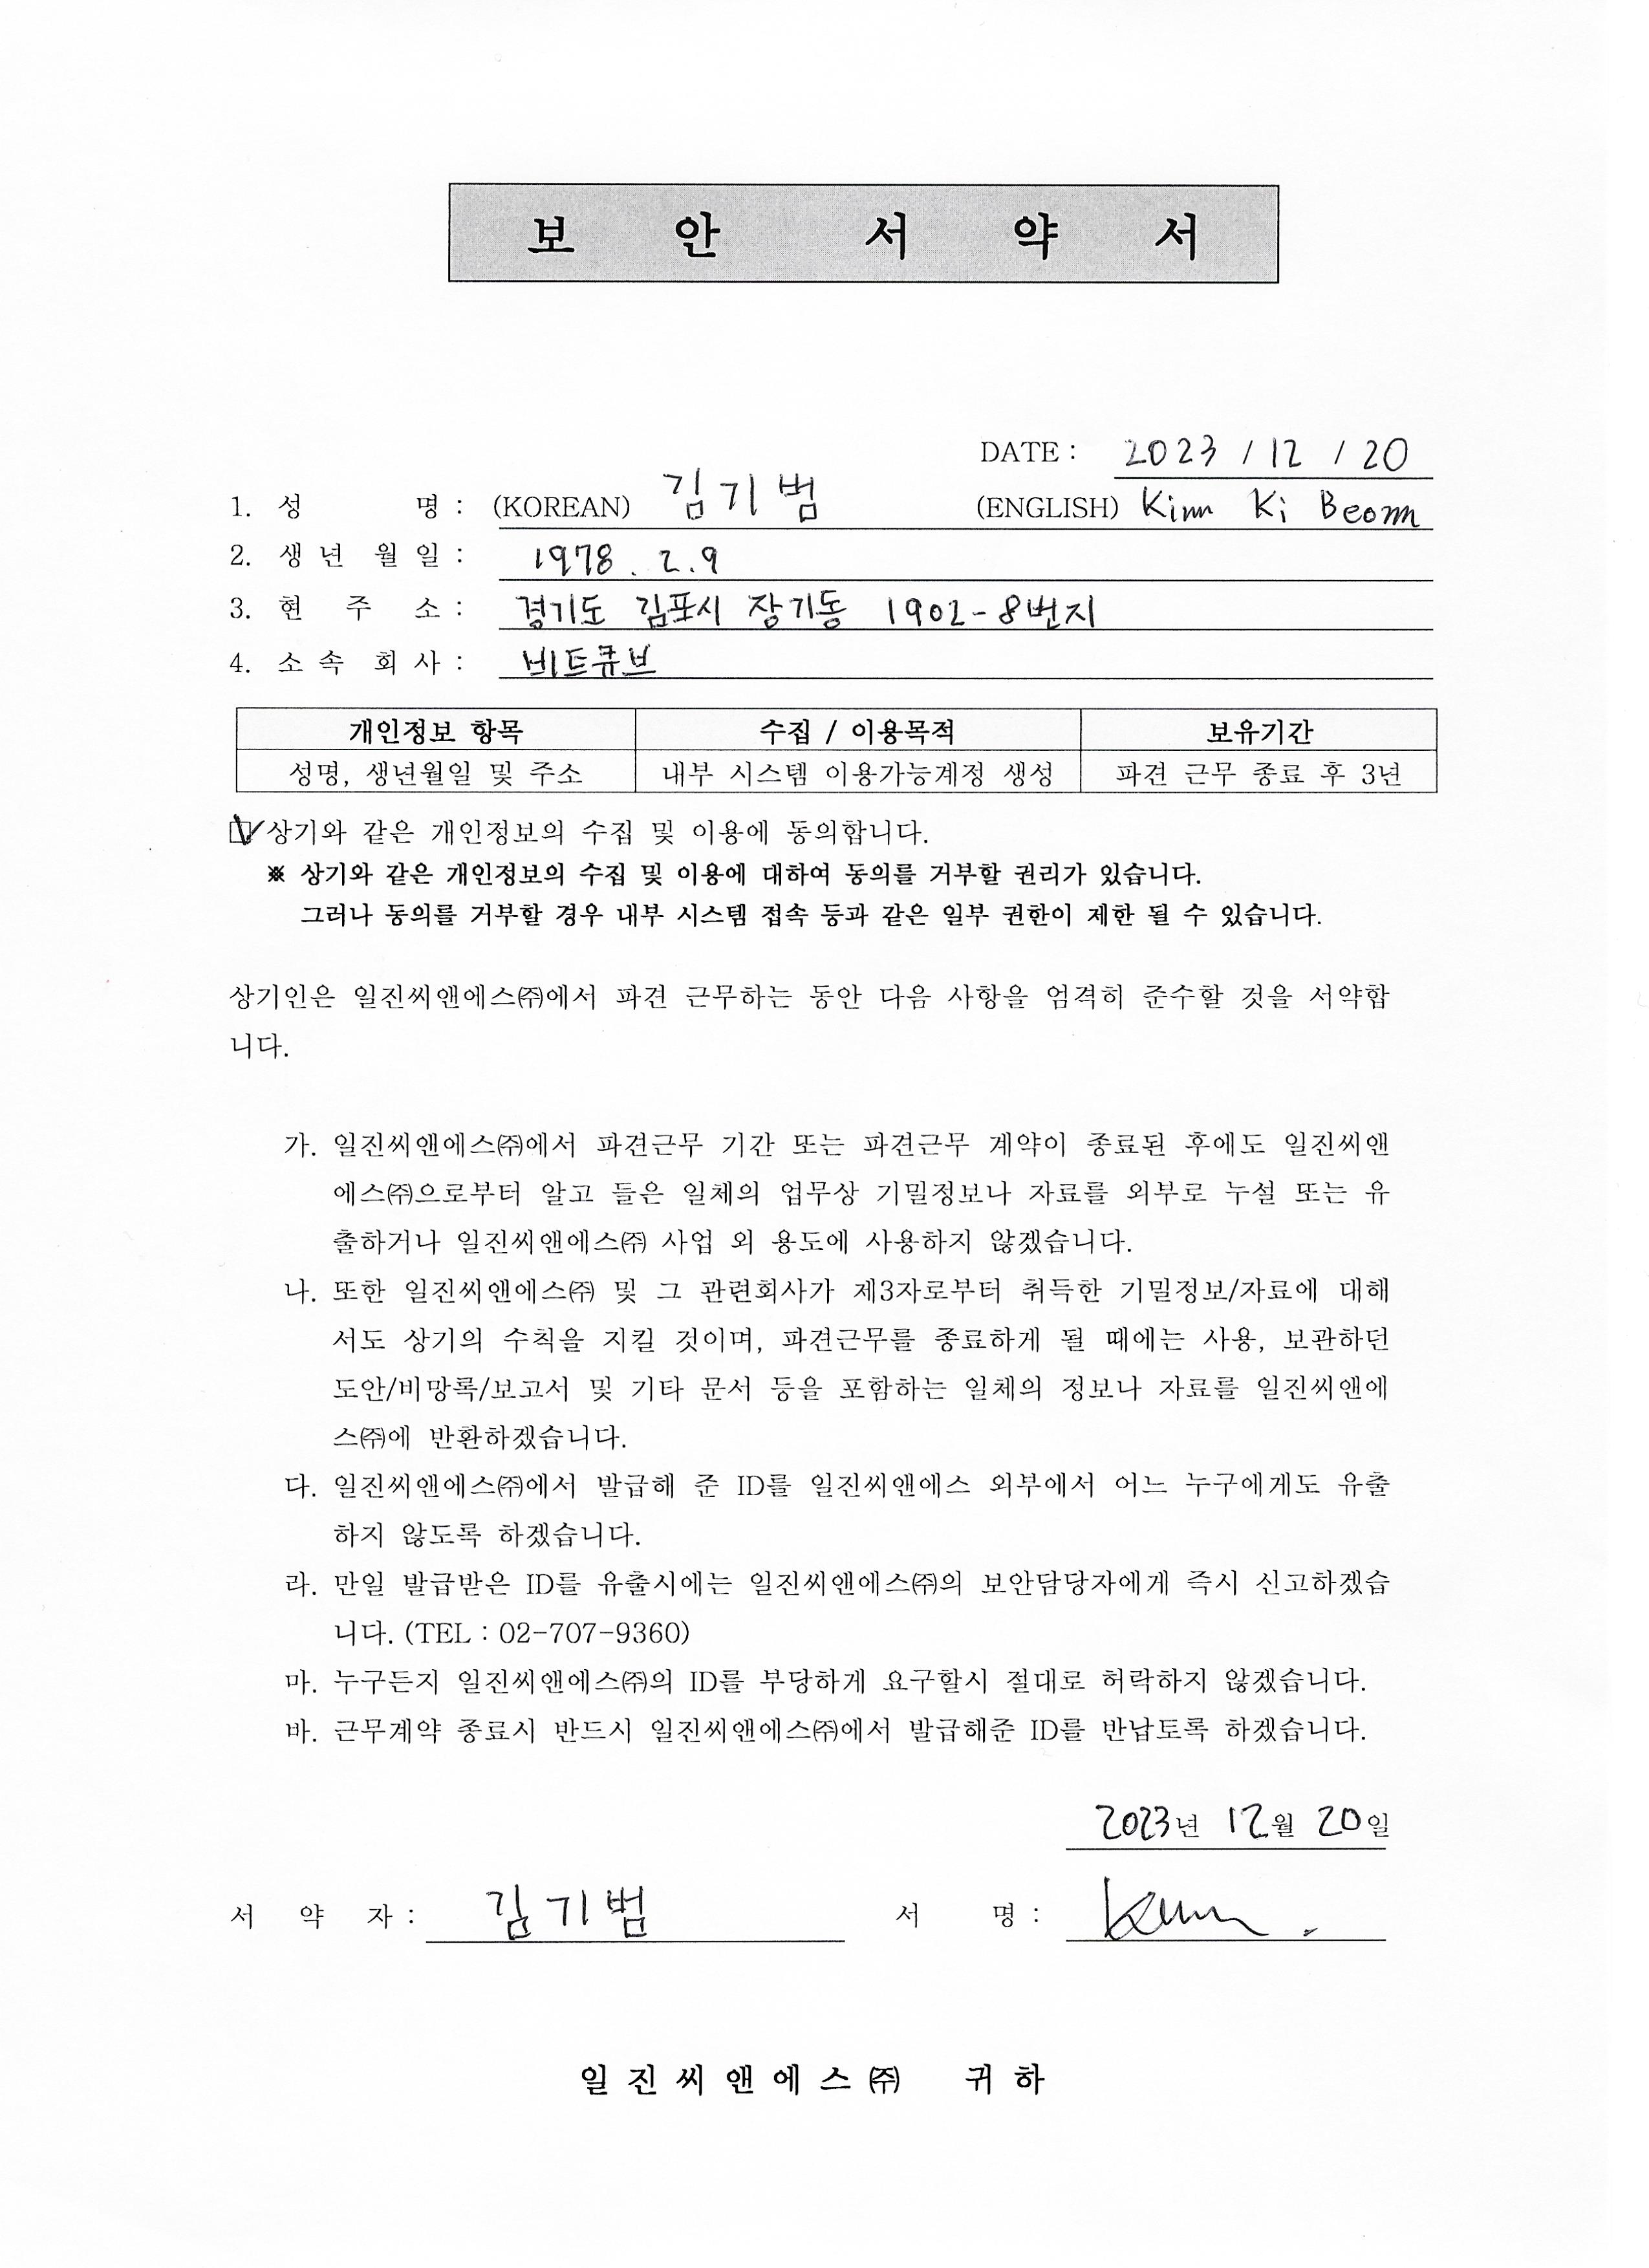 보 안 서 약 서
DATE : 2023 / 12 / 20
1. 성 명 : (KOREAN) 김기범 (ENGLISH) Kim Ki Beom
2. 생 년 월 일 : 1978. 2. 9
3. 현 주 소 : 경기도 김포시 장기동 1902-8번지
4. 소 속 회 사 : 비트큐브
개인정보 항목 수집 / 이용목적 보유기간
성명, 생년월일 및 주소 내부 시스템 이용가능계정 생성 파견 근무 종료 후 3년
☑ 상기와 같은 개인정보의 수집 및 이용에 동의합니다.
※ 상기와 같은 개인정보의 수집 및 이용에 대하여 동의를 거부할 권리가 있습니다.
그러나 동의를 거부할 경우 내부 시스템 접속 등과 같은 일부 권한이 제한 될 수 있습니다.
상기인은 일진씨앤에스㈜에서 파견 근무하는 동안 다음 사항을 엄격히 준수할 것을 서약합
니다.
가. 일진씨앤에스㈜에서 파견근무 기간 또는 파견근무 계약이 종료된 후에도 일진씨앤
에스㈜으로부터 알고 들은 일체의 업무상 기밀정보나 자료를 외부로 누설 또는 유
출하거나 일진씨앤에스㈜ 사업 외 용도에 사용하지 않겠습니다.
나. 또한 일진씨앤에스㈜ 및 그 관련회사가 제3자로부터 취득한 기밀정보/자료에 대해
서도 상기의 수칙을 지킬 것이며, 파견근무를 종료하게 될 때에는 사용, 보관하던
도안/비망록/보고서 및 기타 문서 등을 포함하는 일체의 정보나 자료를 일진씨앤에
스㈜에 반환하겠습니다.
다. 일진씨앤에스㈜에서 발급해 준 ID를 일진씨앤에스 외부에서 어느 누구에게도 유출
하지 않도록 하겠습니다.
라. 만일 발급받은 ID를 유출시에는 일진씨앤에스㈜의 보안담당자에게 즉시 신고하겠습
니다. (TEL : 02-707-9360)
마. 누구든지 일진씨앤에스㈜의 ID를 부당하게 요구할시 절대로 허락하지 않겠습니다.
바. 근무계약 종료시 반드시 일진씨앤에스㈜에서 발급해준 ID를 반납토록 하겠습니다.
2023년 12월 20일
서 약 자 : 김기범 서 명 :
일 진 씨 앤 에 스 ㈜ 귀 하